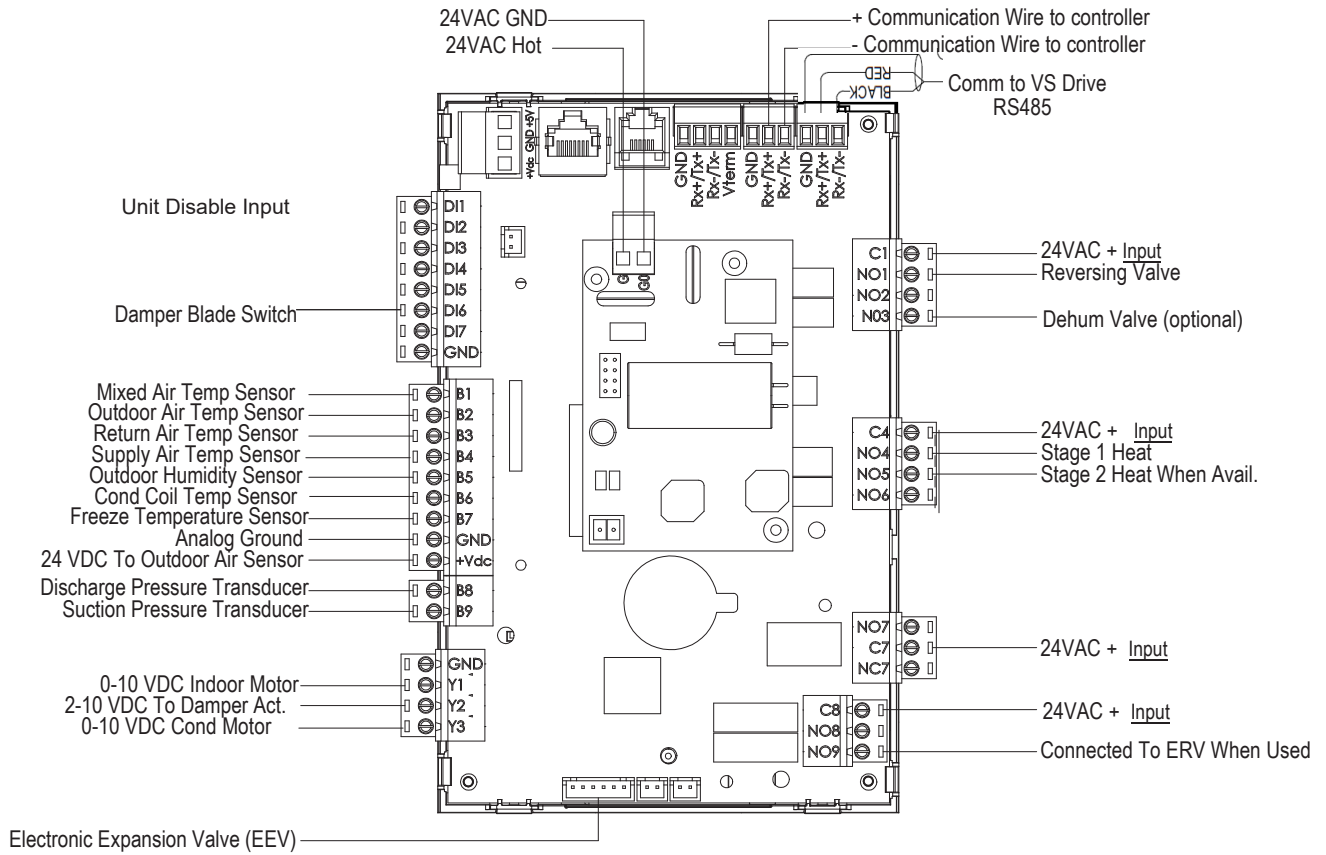 24VAC GND
24VAC Hot
+ Communication Wire to controller
- Communication Wire to controller
RED
BLACK
Comm to VS Drive
RS485
+Vdc GND +5V
GND
Rx+/Tx+
Rx-/Tx-
Vterm
GND
Rx+/Tx+
Rx-/Tx-
GND
Rx+/Tx+
Rx-/Tx-
Unit Disable Input
DI1
DI2
DI3
DI4
DI5
Damper Blade Switch
DI6
DI7
GND
G
G0
C1
24VAC + Input
NO1
Reversing Valve
NO2
N03
Dehum Valve (optional)
Mixed Air Temp Sensor
B1
Outdoor Air Temp Sensor
B2
Return Air Temp Sensor
B3
Supply Air Temp Sensor
B4
Outdoor Humidity Sensor
B5
Cond Coil Temp Sensor
B6
Freeze Temperature Sensor
B7
Analog Ground
GND
24 VDC To Outdoor Air Sensor
+Vdc
Discharge Pressure Transducer
B8
Suction Pressure Transducer
B9
C4
24VAC + Input
NO4
Stage 1 Heat
NO5
Stage 2 Heat When Avail.
NO6
NO7
C7
24VAC + Input
NC7
GND
0-10 VDC Indoor Motor
Y1
2-10 VDC To Damper Act.
Y2
0-10 VDC Cond Motor
Y3
C8
24VAC + Input
NO8
NO9
Connected To ERV When Used
Electronic Expansion Valve (EEV)